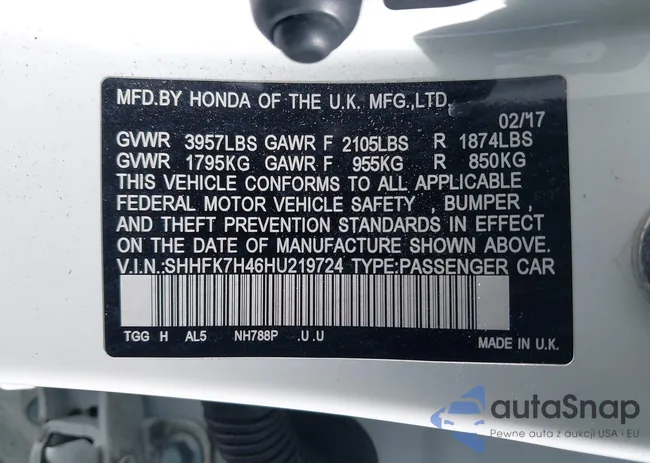 MFD.BY HONDA OF THE U.K. MFG.,LTD.
02/'17
GVWR 3957LBS GAWR F 2105LBS R 1874LBS
GVWR 1795KG GAWR F 955KG R 850KG
THIS VEHICLE CONFORMS TO ALL APPLICABLE
FEDERAL MOTOR VEHICLE SAFETY , BUMPER ,
AND THEFT PREVENTION STANDARDS IN EFFECT
ON THE DATE OF MANUFACTURE SHOWN ABOVE.
V.I.N.:SHHFK7H46HU219724 TYPE:PASSENGER CAR
TGG H AL5 NH788P .U .U
MADE IN U.K.
autaSnap
Pewne auta z aukcji USA i EU